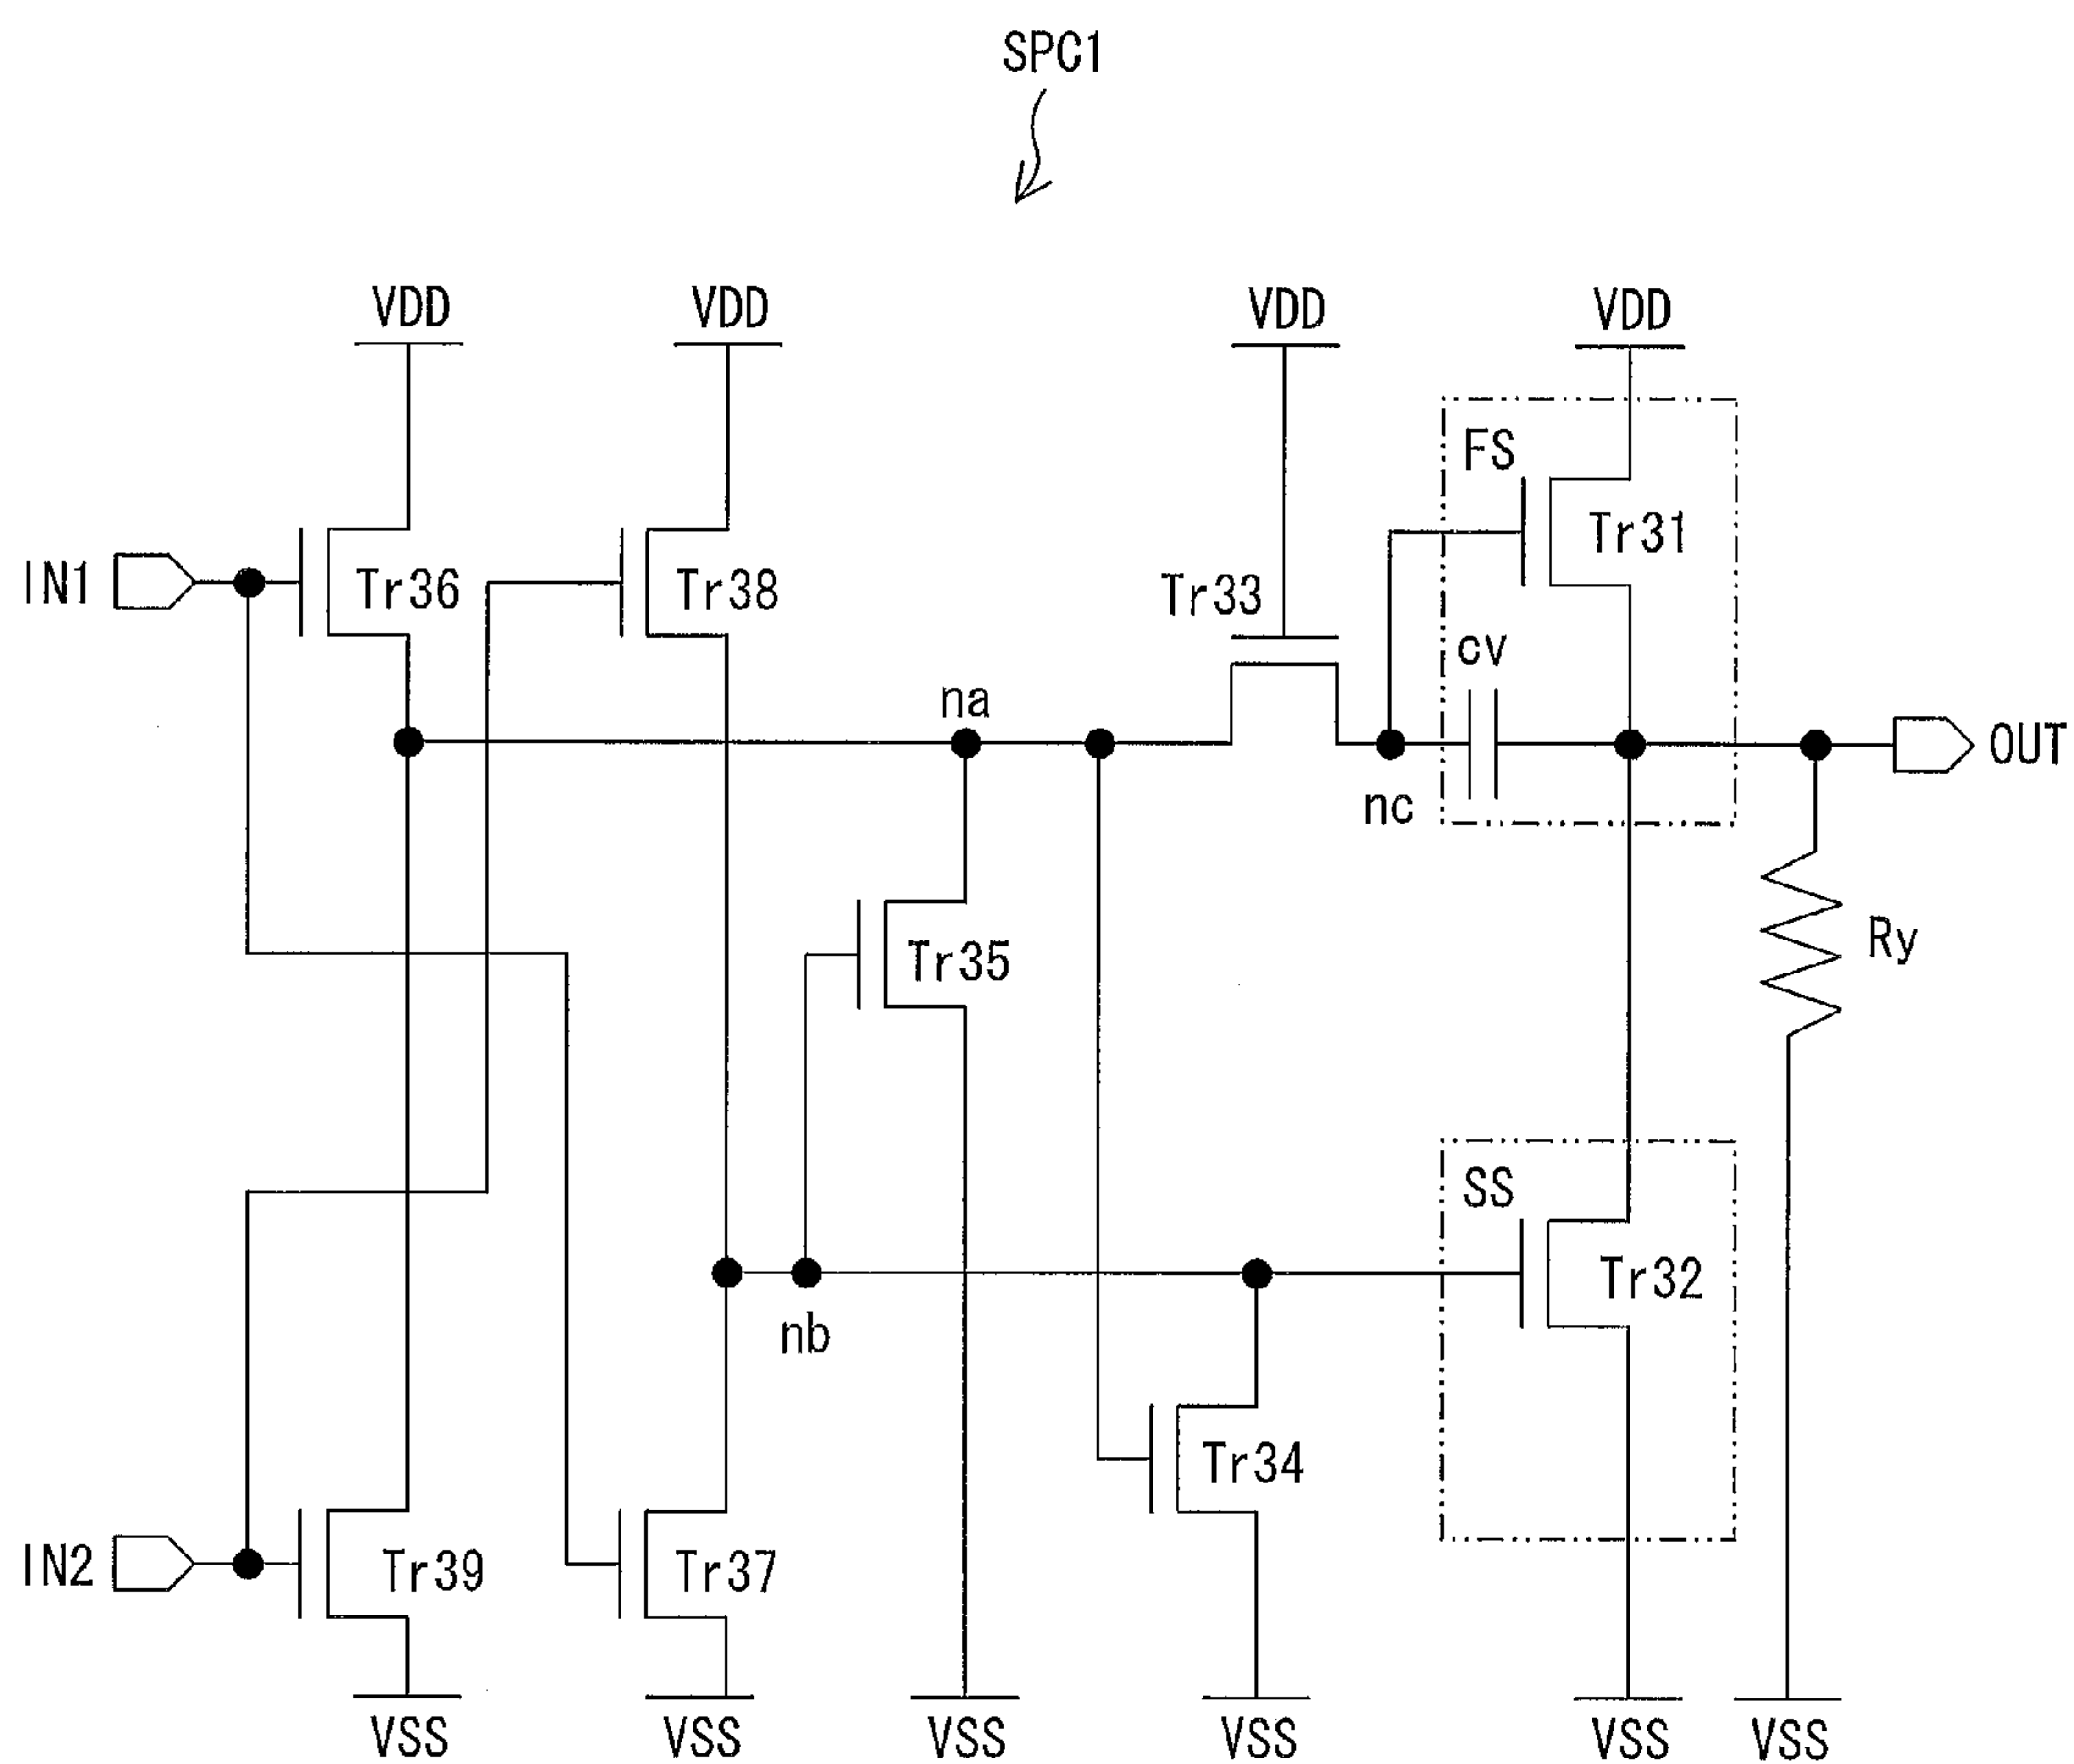 SPC1
VDD
VDD
VDD
VDD
FS
Tr31
IN1
Tr36
Tr38
Tr33
cv
na
OUT
nc
Ry
Tr35
SS
Tr32
nb
Tr34
IN2
Tr39
Tr37
VSS
VSS
VSS
VSS
VSS
VSS